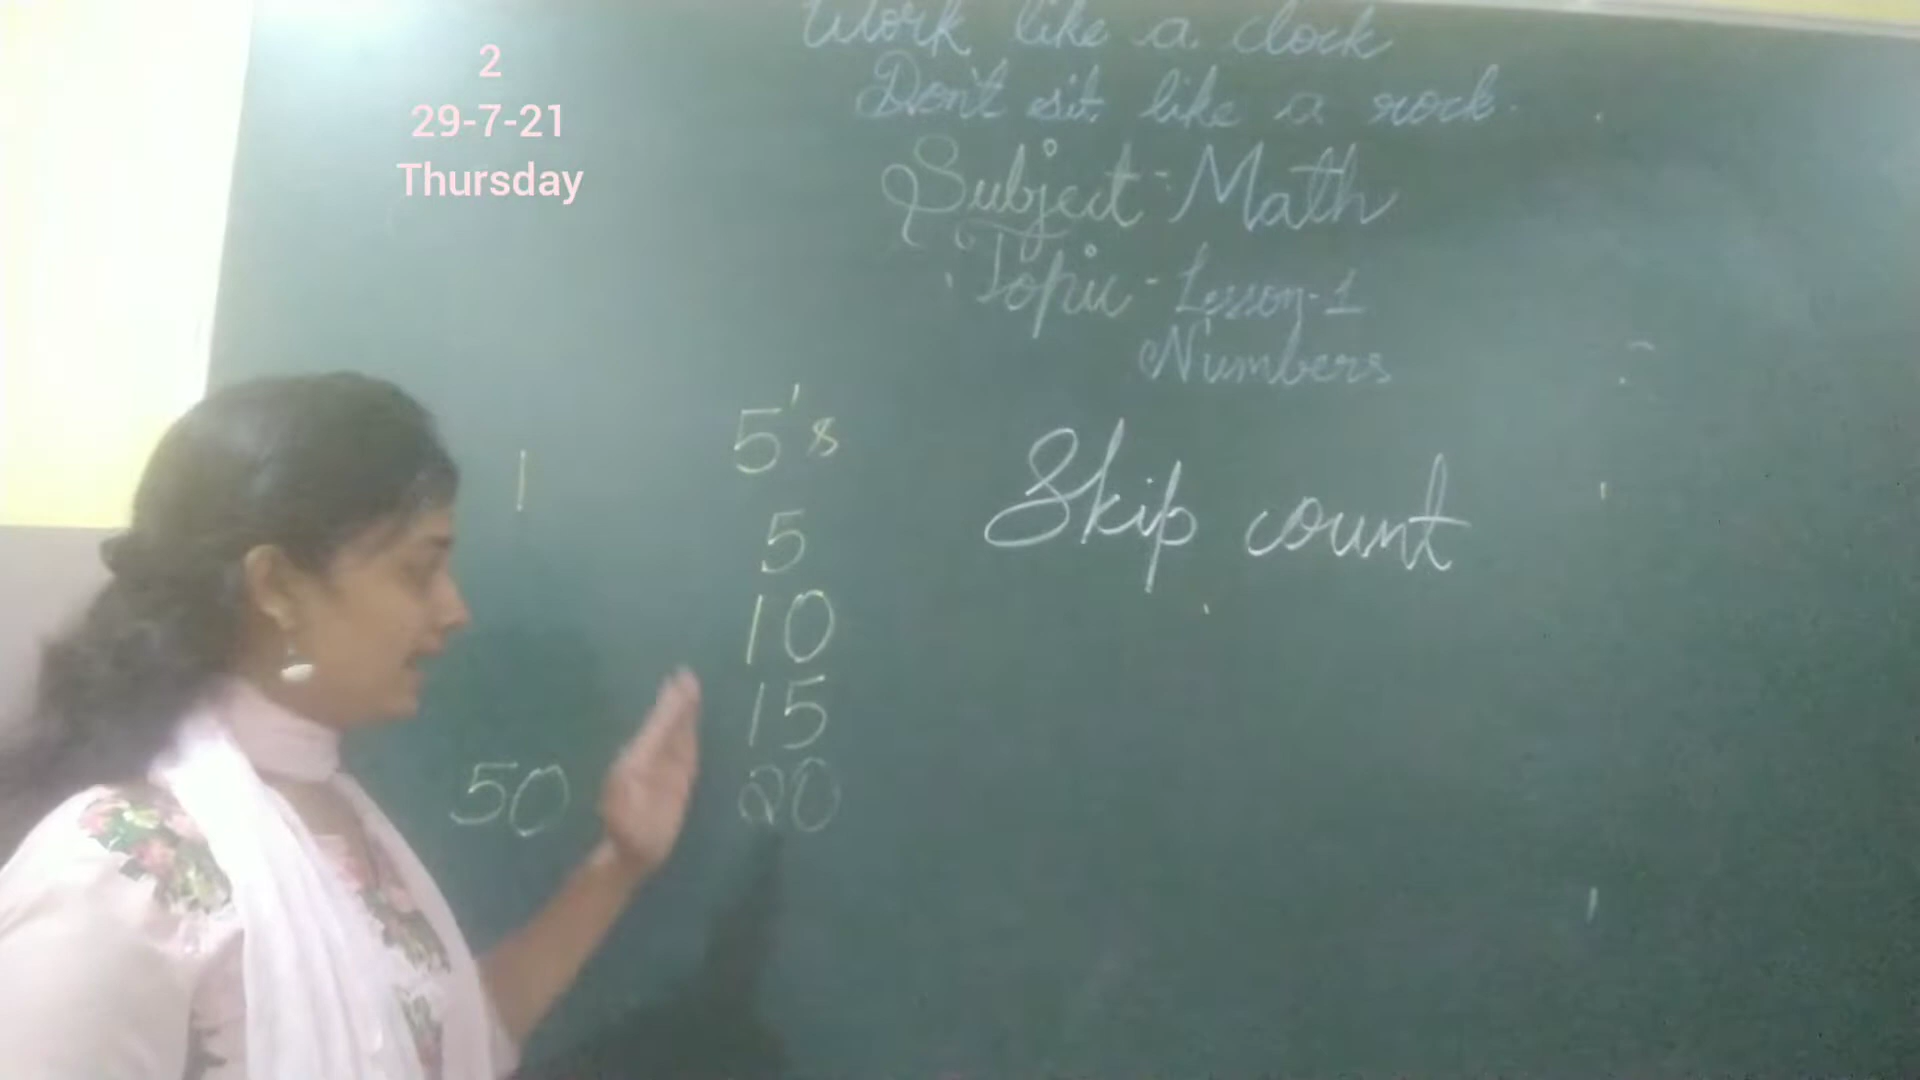 2
29-7-21
Thursday
Work like a clock
Don't sit like a rock.
Subject - Math
Topic - Lesson-1
Numbers
Skip count
1
50
5's
5
10
15
20